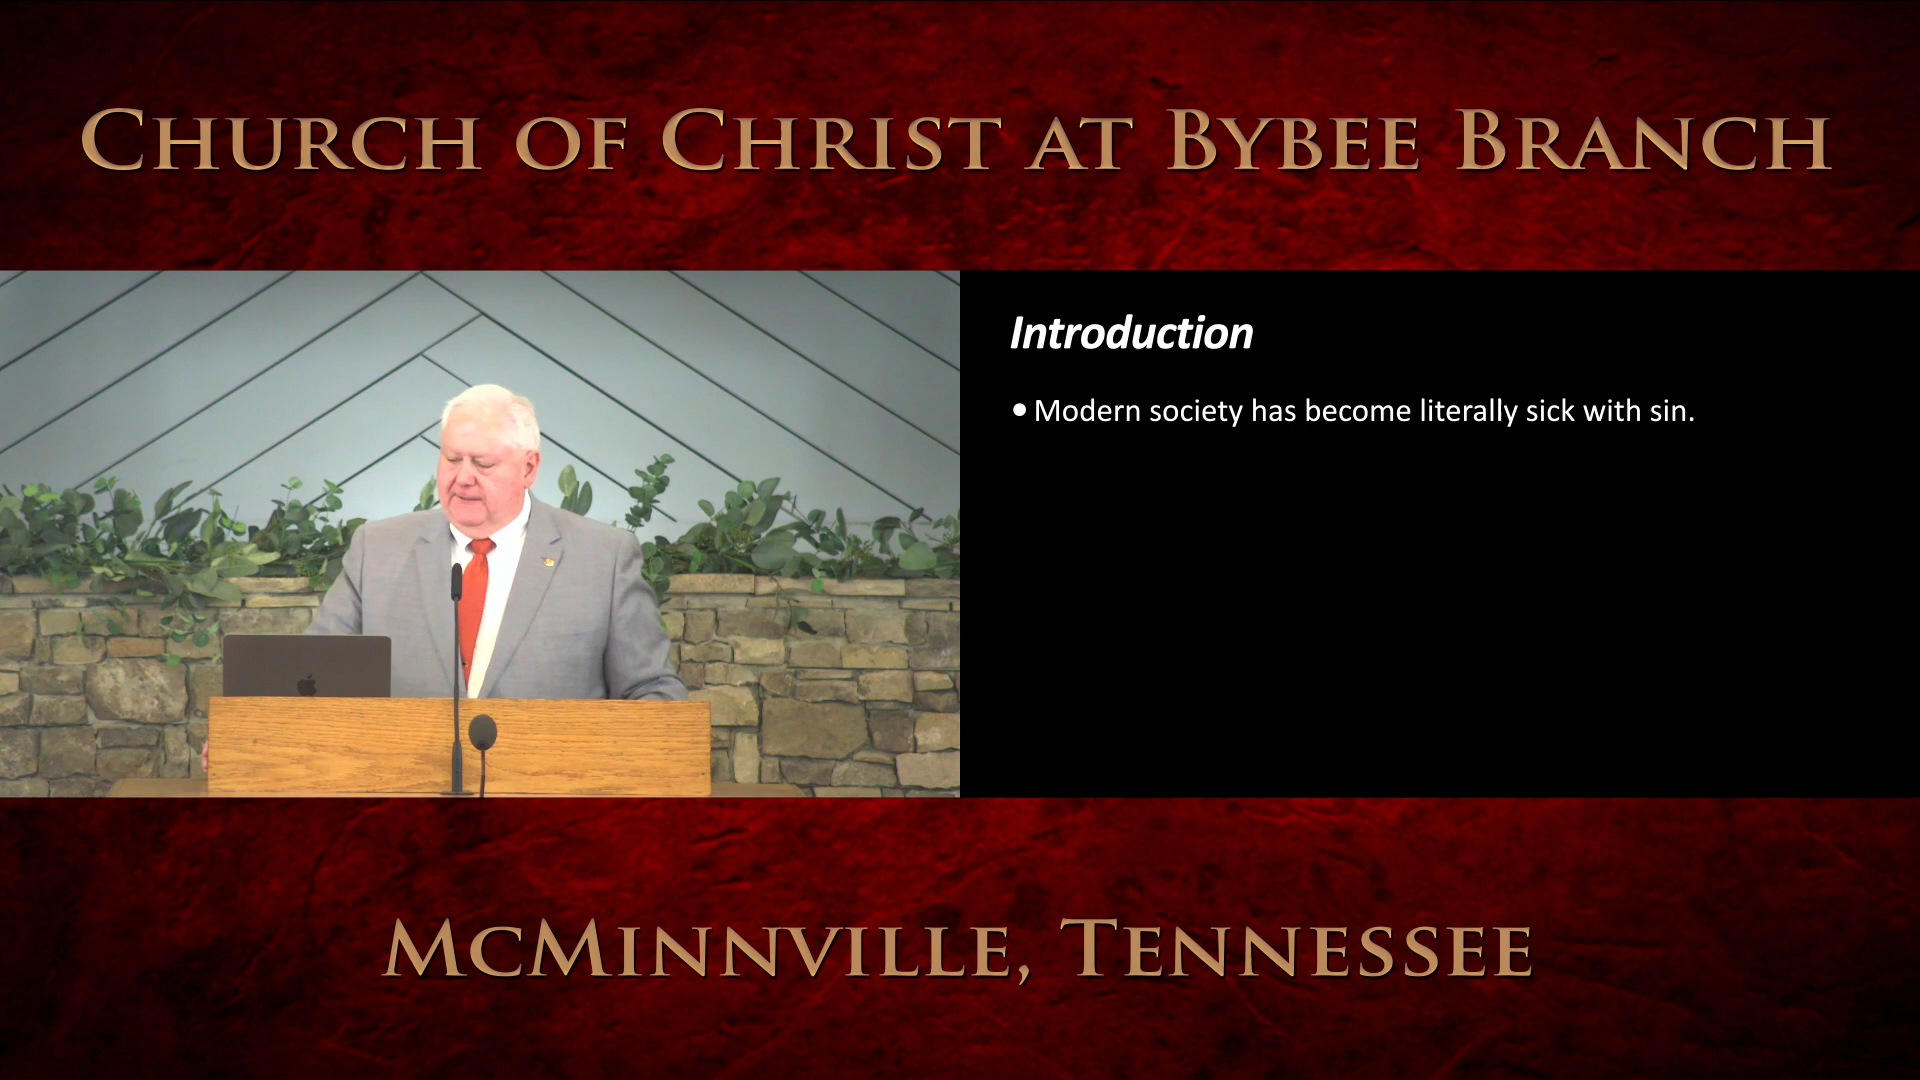 Church of Christ at Bybee Branch
Introduction
• Modern society has become literally sick with sin.
McMinnville, Tennessee